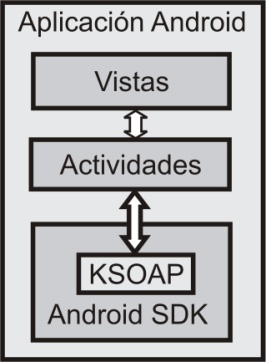 Aplicación Android
Vistas
Actividades
KSOAP
Android SDK